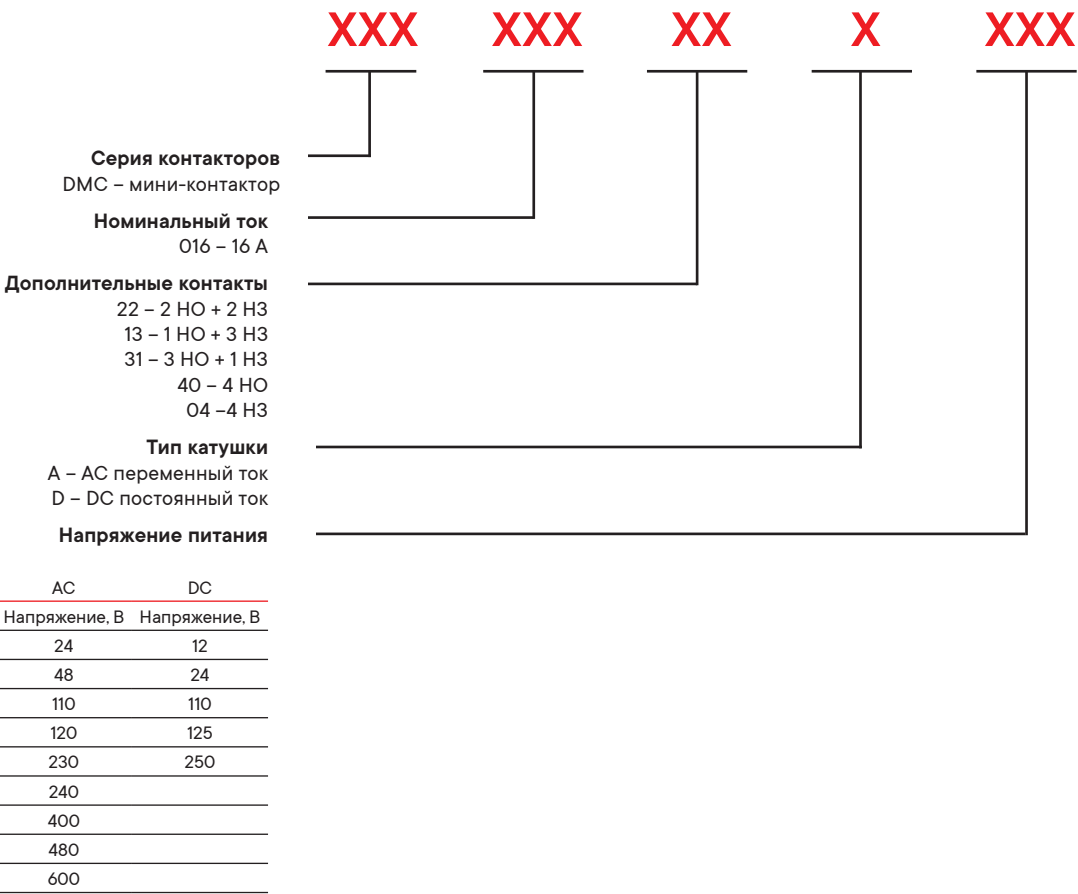 XXX XXX XX X XXX
Серия контакторов
DMC – мини-контактор
Номинальный ток
016 – 16 А
Дополнительные контакты
22 – 2 НО + 2 НЗ
13 – 1 НО + 3 НЗ
31 – 3 НО + 1 НЗ
40 – 4 НО
04 –4 НЗ
Тип катушки
A – AC переменный ток
D – DC постоянный ток
Напряжение питания
AC DC
Напряжение, В Напряжение, В
24 12
48 24
110 110
120 125
230 250
240
400
480
600